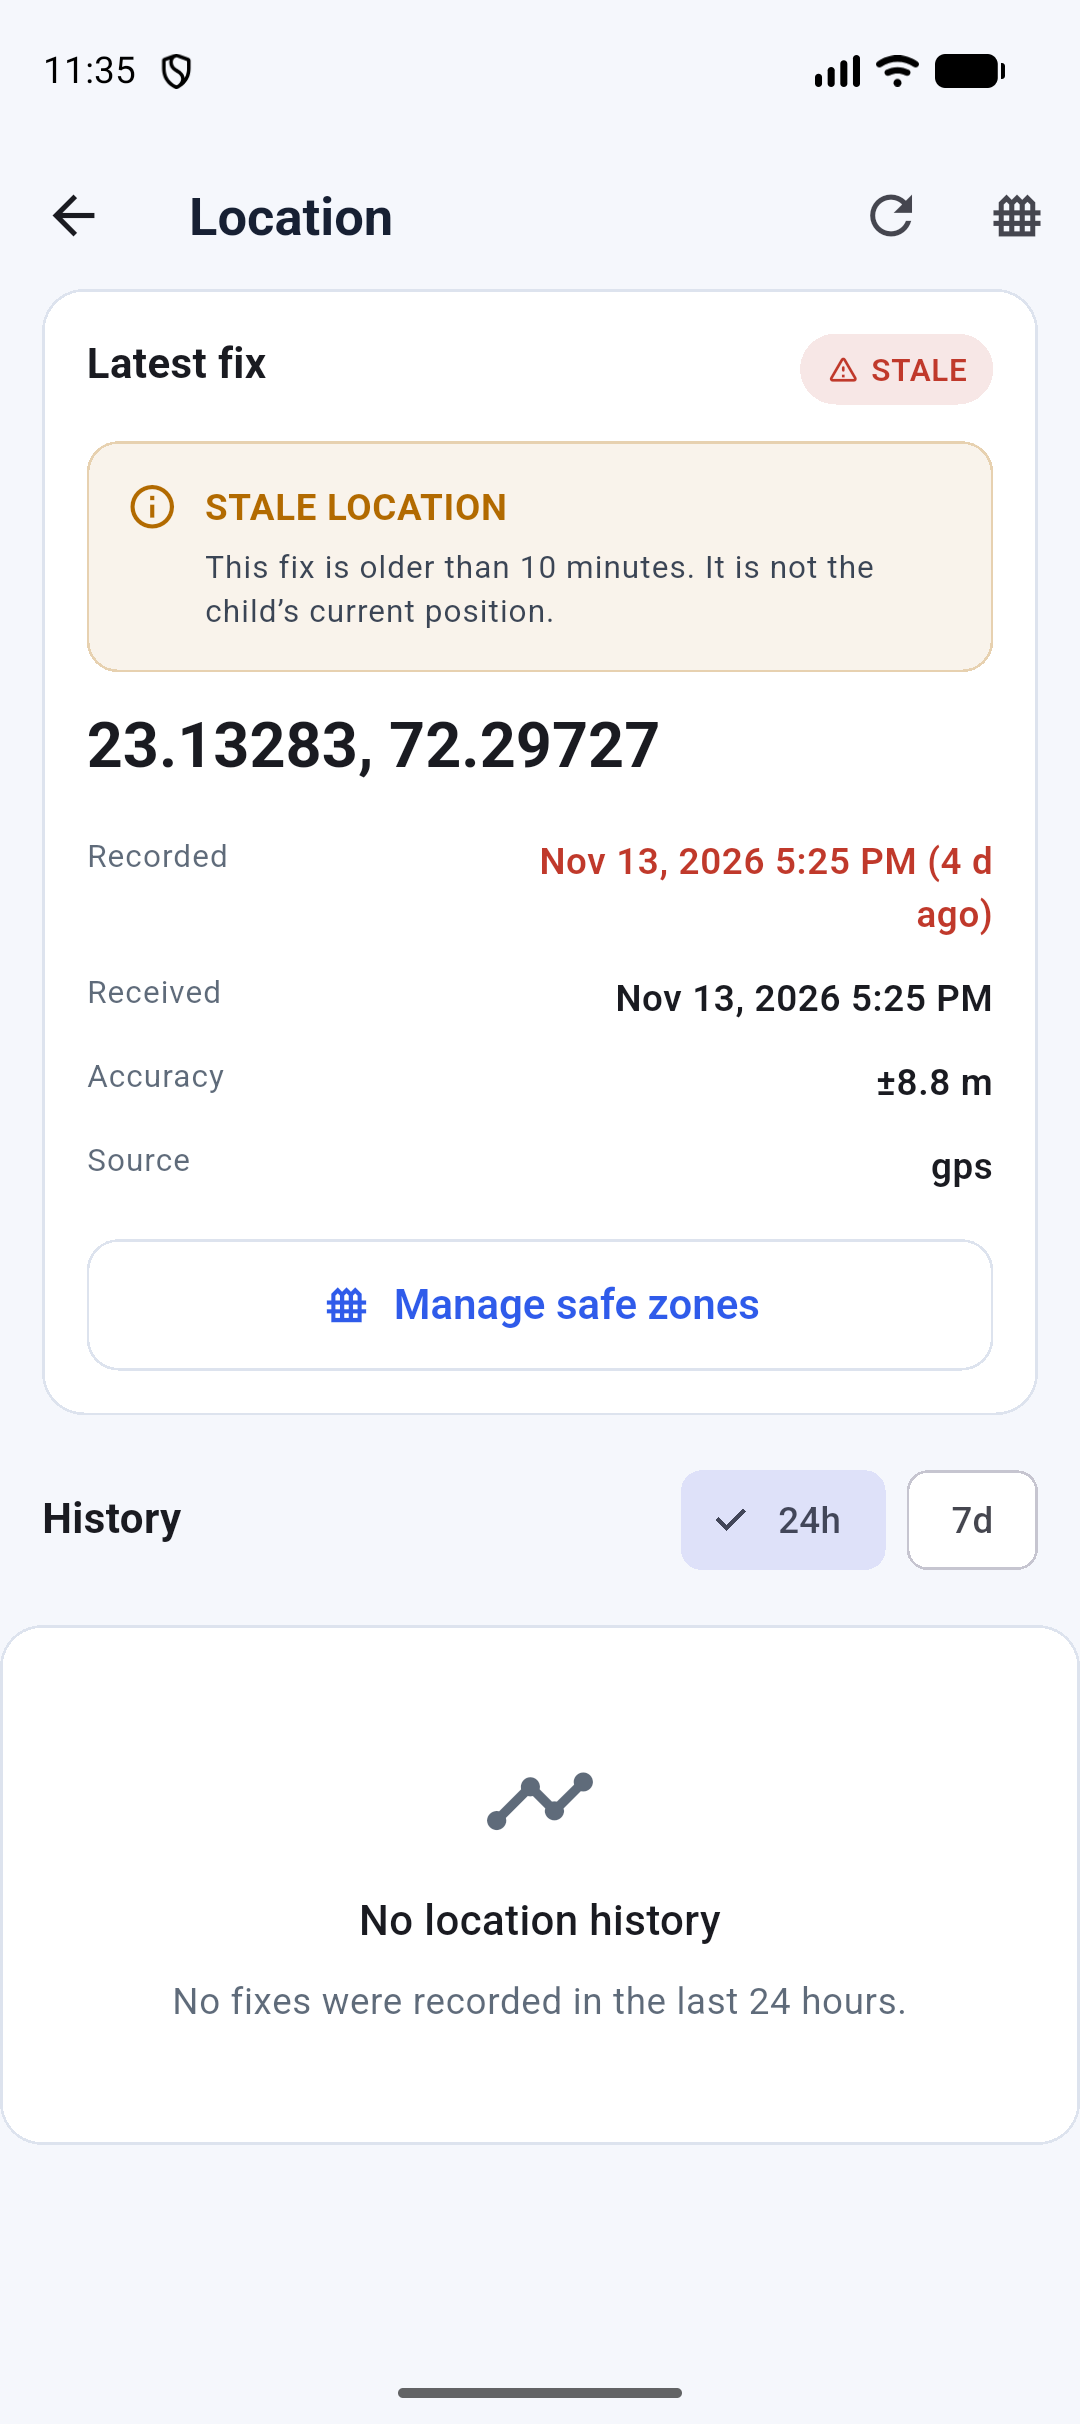 11:35
Location
Latest fix
STALE
STALE LOCATION
This fix is older than 10 minutes. It is not the
child’s current position.
23.13283, 72.29727
Recorded
Nov 13, 2026 5:25 PM (4 d
ago)
Received
Nov 13, 2026 5:25 PM
Accuracy
±8.8 m
Source
gps
Manage safe zones
History
24h
7d
No location history
No fixes were recorded in the last 24 hours.